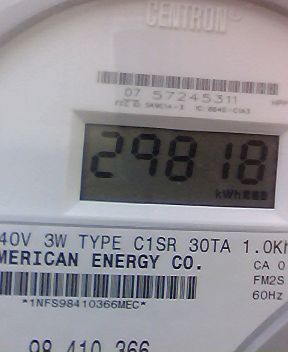 CENTRON
07 57245311
29818
kWh
40V 3W TYPE C1SR 30TA 1.0Kh
MERICAN ENERGY CO.
CA 0
FM2S
60Hz
*1NFS98410366MEC*
98 410 366